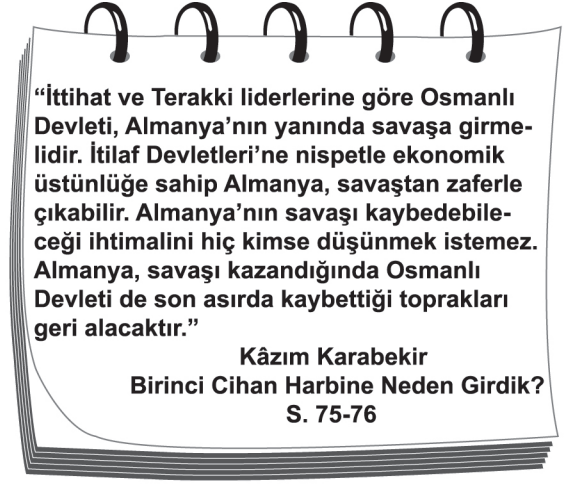 “İttihat ve Terakki liderlerine göre Osmanlı
Devleti, Almanya’nın yanında savaşa girme-
lidir. İtilaf Devletleri’ne nispetle ekonomik
üstünlüğe sahip Almanya, savaştan zaferle
çıkabilir. Almanya’nın savaşı kaybedebile-
ceği ihtimalini hiç kimse düşünmek istemez.
Almanya, savaşı kazandığında Osmanlı
Devleti de son asırda kaybettiği toprakları
geri alacaktır.”
Kâzım Karabekir
Birinci Cihan Harbine Neden Girdik?
S. 75-76